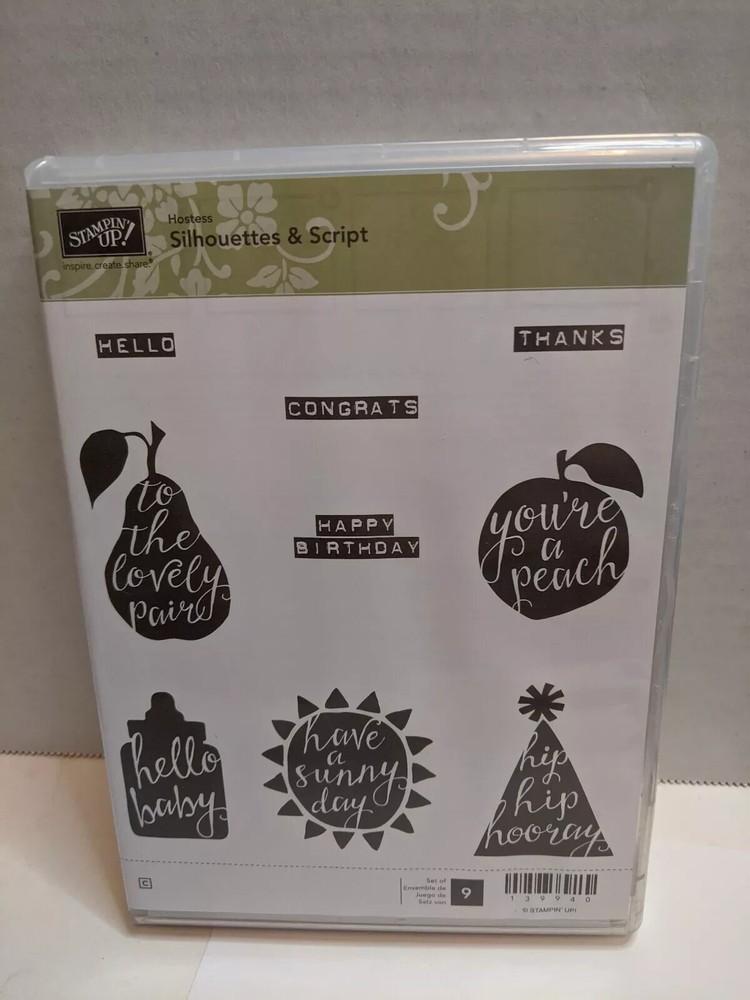 STAMPIN' UP!®
inspire.create.share.®
Hostess
Silhouettes & Script
HELLO
THANKS
CONGRATS
to
the
lovely
pair
HAPPY
BIRTHDAY
you're
a
peach
hello
baby
have
a
sunny
day
hip
hip
hooray
C
Set of
Ensemble de
Juego de
Setz von
9
139940
© STAMPIN' UP!